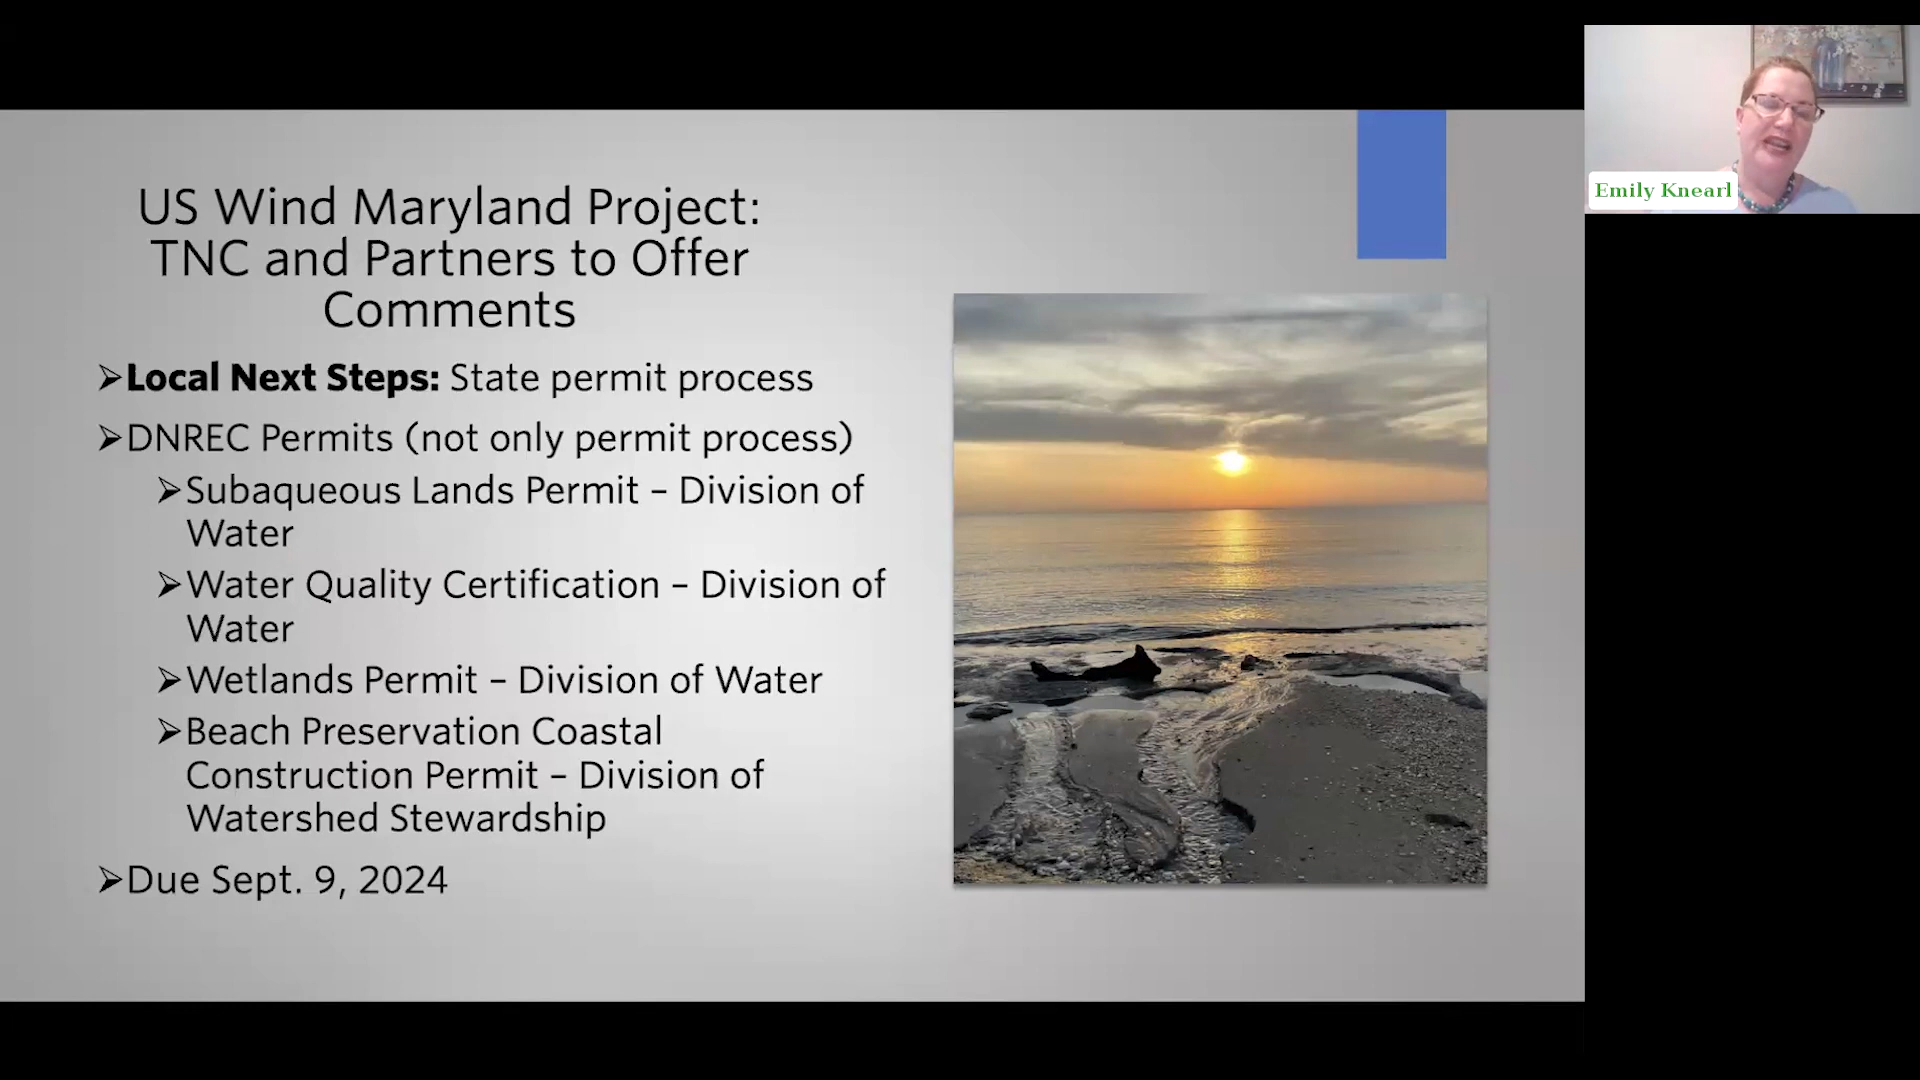 US Wind Maryland Project:
TNC and Partners to Offer
Comments
➢Local Next Steps: State permit process
➢DNREC Permits (not only permit process)
➢Subaqueous Lands Permit – Division of
Water
➢Water Quality Certification – Division of
Water
➢Wetlands Permit – Division of Water
➢Beach Preservation Coastal
Construction Permit – Division of
Watershed Stewardship
➢Due Sept. 9, 2024
Emily Knearl